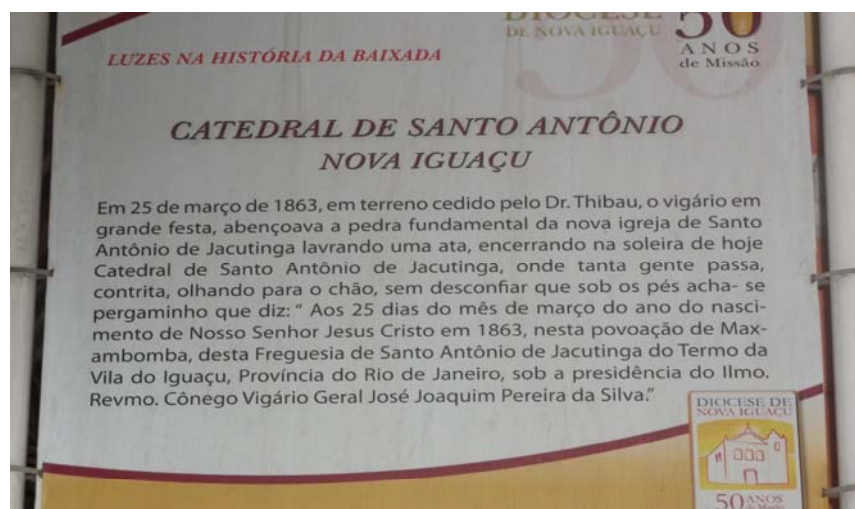 DIOCESE
DE NOVA IGUAÇU
50
ANOS
de Missão
LUZES NA HISTÓRIA DA BAIXADA
CATEDRAL DE SANTO ANTÔNIO
NOVA IGUAÇU
Em 25 de março de 1863, em terreno cedido pelo Dr. Thibau, o vigário em
grande festa, abençoava a pedra fundamental da nova igreja de Santo
Antônio de Jacutinga lavrando uma ata, encerrando na soleira de hoje
Catedral de Santo Antônio de Jacutinga, onde tanta gente passa,
contrita, olhando para o chão, sem desconfiar que sob os pés acha- se
pergaminho que diz: “ Aos 25 dias do mês de março do ano do nasci-
mento de Nosso Senhor Jesus Cristo em 1863, nesta povoação de Max-
ambomba, desta Freguesia de Santo Antônio de Jacutinga do Termo da
Vila do Iguaçu, Província do Rio de Janeiro, sob a presidência do Ilmo.
Revmo. Cônego Vigário Geral José Joaquim Pereira da Silva.”
DIOCESE DE
NOVA IGUAÇU
50 ANOS
de Missão